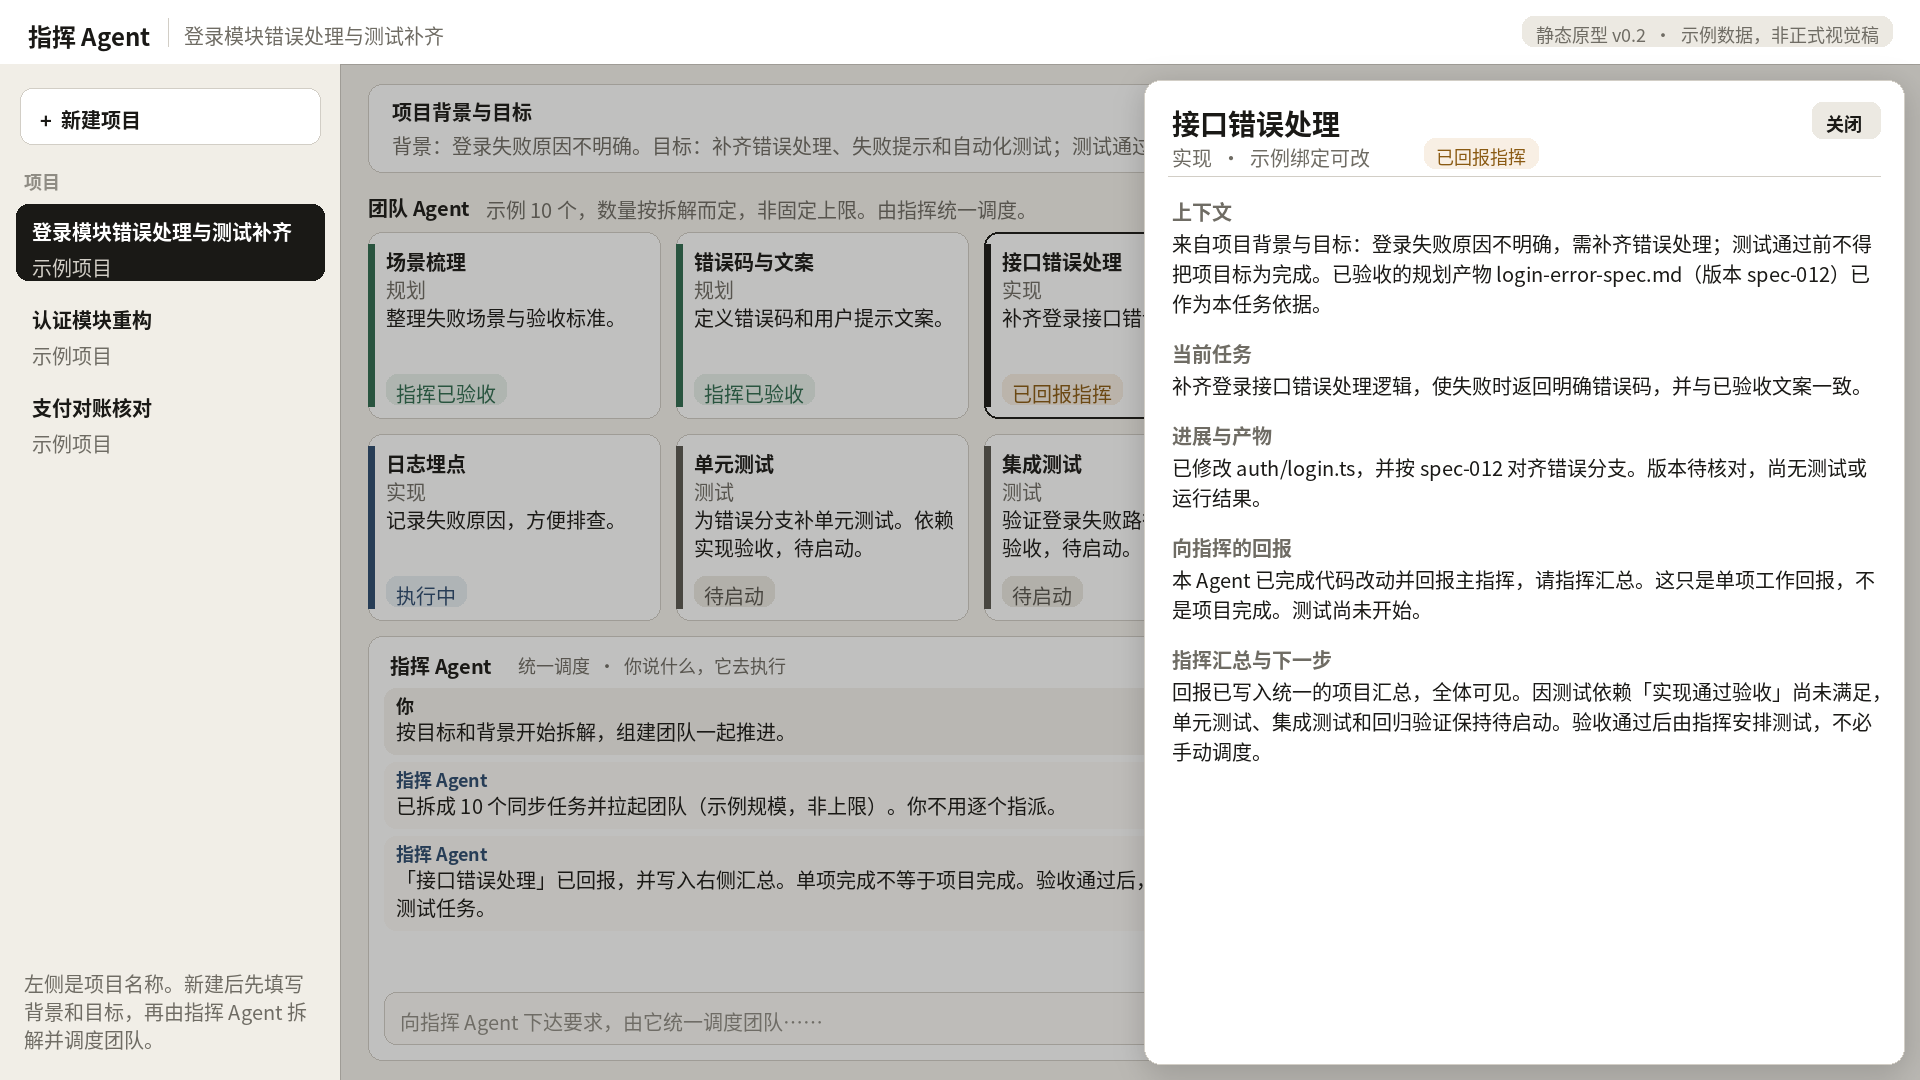 指挥 Agent
登录模块错误处理与测试补齐
静态原型 v0.2 · 示例数据，非正式视觉稿
+ 新建项目
项目
登录模块错误处理与测试补齐
示例项目
认证模块重构
示例项目
支付对账核对
示例项目
左侧是项目名称。新建后先填写
背景和目标，再由指挥 Agent 拆
解并调度团队。
项目背景与目标
背景：登录失败原因不明确。目标：补齐错误处理、失败提示和自动化测试；测试通过
团队 Agent 示例 10 个，数量按拆解而定，非固定上限。由指挥统一调度。
场景梳理
规划
整理失败场景与验收标准。
指挥已验收
错误码与文案
规划
定义错误码和用户提示文案。
指挥已验收
接口错误处理
实现
补齐登录接口错
已回报指挥
日志埋点
实现
记录失败原因，方便排查。
执行中
单元测试
测试
为错误分支补单元测试。依赖
实现验收，待启动。
待启动
集成测试
测试
验证登录失败路
验收，待启动。
待启动
指挥 Agent 统一调度 · 你说什么，它去执行
你
按目标和背景开始拆解，组建团队一起推进。
指挥 Agent
已拆成 10 个同步任务并拉起团队（示例规模，非上限）。你不用逐个指派。
指挥 Agent
「接口错误处理」已回报，并写入右侧汇总。单项完成不等于项目完成。验收通过后，
测试任务。
向指挥 Agent 下达要求，由它统一调度团队……
接口错误处理
关闭
实现 · 示例绑定可改
已回报指挥
上下文
来自项目背景与目标：登录失败原因不明确，需补齐错误处理；测试通过前不得
把项目标为完成。已验收的规划产物 login-error-spec.md（版本 spec-012）已
作为本任务依据。
当前任务
补齐登录接口错误处理逻辑，使失败时返回明确错误码，并与已验收文案一致。
进展与产物
已修改 auth/login.ts，并按 spec-012 对齐错误分支。版本待核对，尚无测试或
运行结果。
向指挥的回报
本 Agent 已完成代码改动并回报主指挥，请指挥汇总。这只是单项工作回报，不
是项目完成。测试尚未开始。
指挥汇总与下一步
回报已写入统一的项目汇总，全体可见。因测试依赖「实现通过验收」尚未满足，
单元测试、集成测试和回归验证保持待启动。验收通过后由指挥安排测试，不必
手动调度。